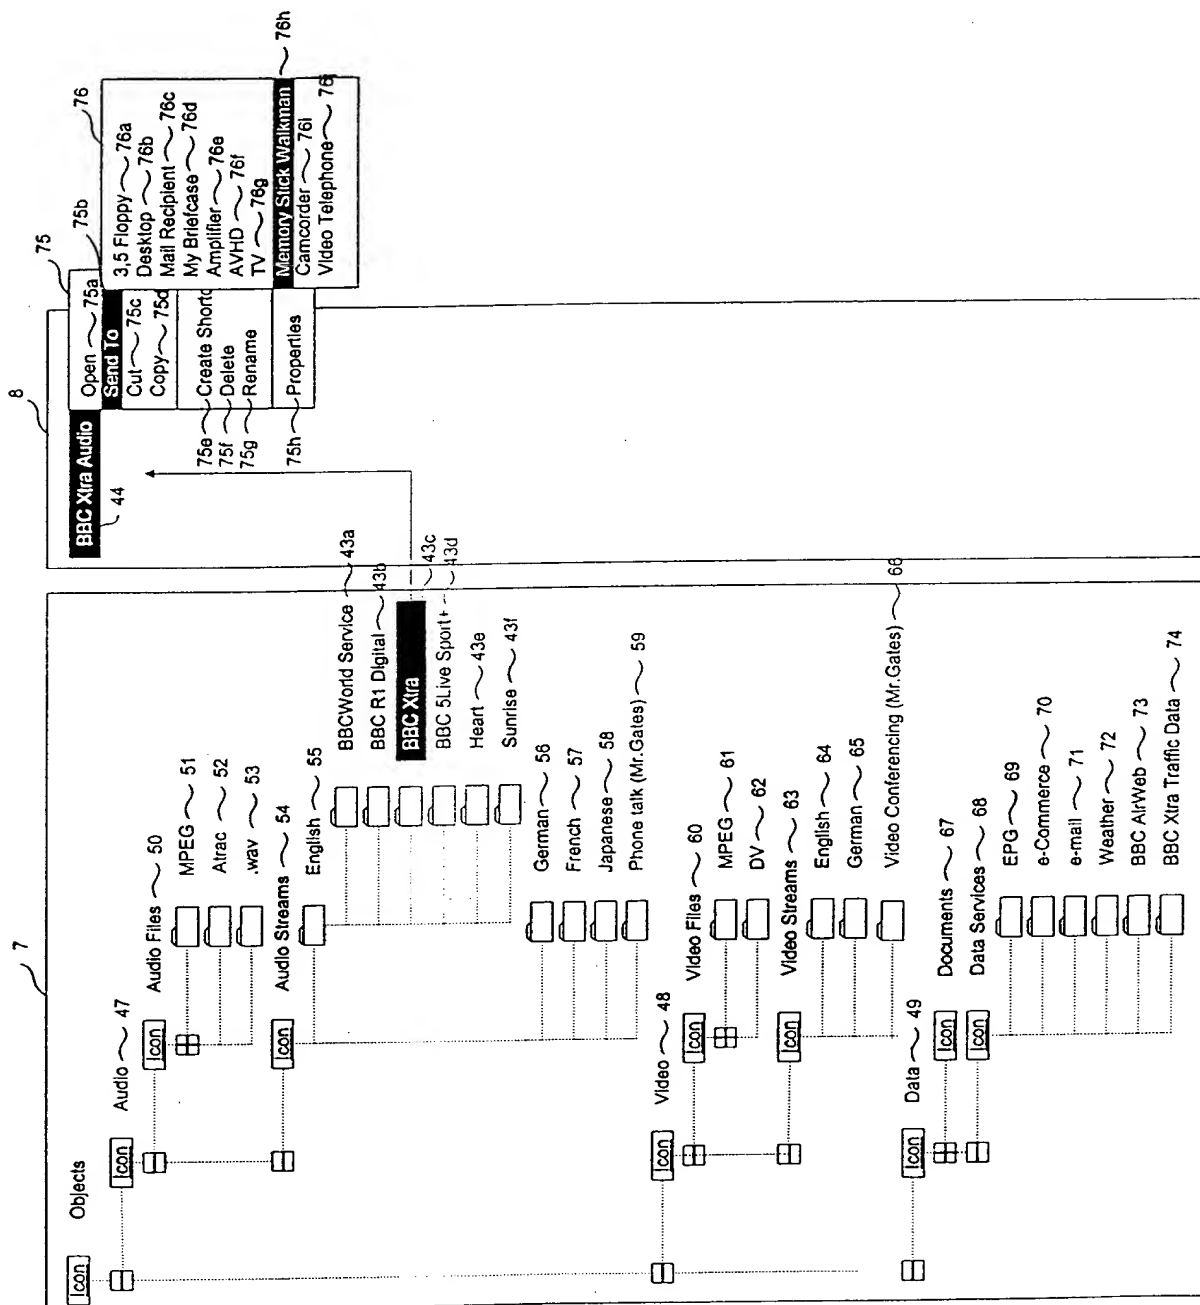 7
Icon Objects
Icon Audio 47
Icon Audio Files 50
MPEG 51
Atrac 52
.wav 53
Icon Audio Streams 54
English 55
BBCWorld Service 43a
BBC R1 Digital 43b
BBC Xtra 43c
BBC 5Live Sport+ 43d
Heart 43e
Sunrise 43f
German 56
French 57
Japanese 58
Phone talk (Mr.Gates) 59
Icon Video 48
Icon Video Files 60
MPEG 61
DV 62
Icon Video Streams 63
English 64
German 65
Video Conferencing (Mr.Gates) 66
Icon Data 49
Icon Documents 67
Icon Data Services 68
EPG 69
e-Commerce 70
e-mail 71
Weather 72
BBC AirWeb 73
BBC Xtra Traffic Data 74
8
BBC Xtra Audio
44
75
Open 75a
Send To 75b
Cut 75c
Copy 75d
75e Create Shortc
75f Delete
75g Rename
75h Properties
76
3,5 Floppy 76a
Desktop 76b
Mail Recipient 76c
My Briefcase 76d
Amplifier 76e
AVHD 76f
TV 76g
Memory Stick Walkman 76h
Camcorder 76i
Video Telephone 76j